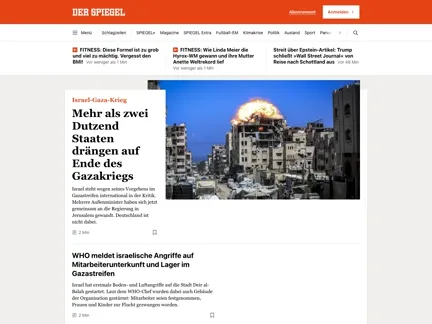 DER SPIEGEL
Abonnement
Anmelden
Menü Schlagzeilen SPIEGEL+ Magazine SPIEGEL Extra Fußball-EM Klimakrise Politik Ausland Sport
FITNESS: Diese Formel ist zu grob
und viel zu mächtig. Vergesst den
BMI! Vor weniger als 1 Min
FITNESS: Wie Linda Meier die
Hyrox-WM gewann und ihre Mutter
Anette Weltrekord lief
Vor weniger als 1 Min
Streit über Epstein-Artikel: Trump
schließt »Wall Street Journal« von
Reise nach Schottland aus Vor 48 Min
Israel-Gaza-Krieg
Mehr als zwei
Dutzend
Staaten
drängen auf
Ende des
Gazakriegs
Israel steht wegen seines Vorgehens im
Gazastreifen international in der Kritik.
Mehrere Außenminister haben sich jetzt
gemeinsam an die Regierung in
Jerusalem gewandt. Deutschland ist
nicht dabei.
2 Min
WHO meldet israelische Angriffe auf
Mitarbeiterunterkunft und Lager im
Gazastreifen
Israel hat erstmals Boden- und Luftangriffe auf die Stadt Deir al-
Balah gestartet. Laut dem WHO-Chef wurden dabei auch Gebäude
der Organisation gestürmt: Mitarbeiter seien festgenommen,
Frauen und Kinder zur Flucht gezwungen worden.
2 Min